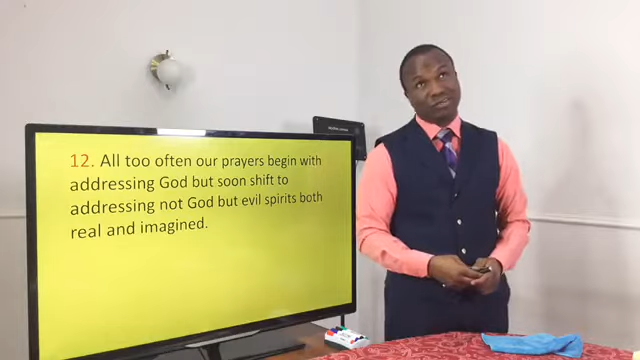 12. All too often our prayers begin with
addressing God but soon shift to
addressing not God but evil spirits both
real and imagined.